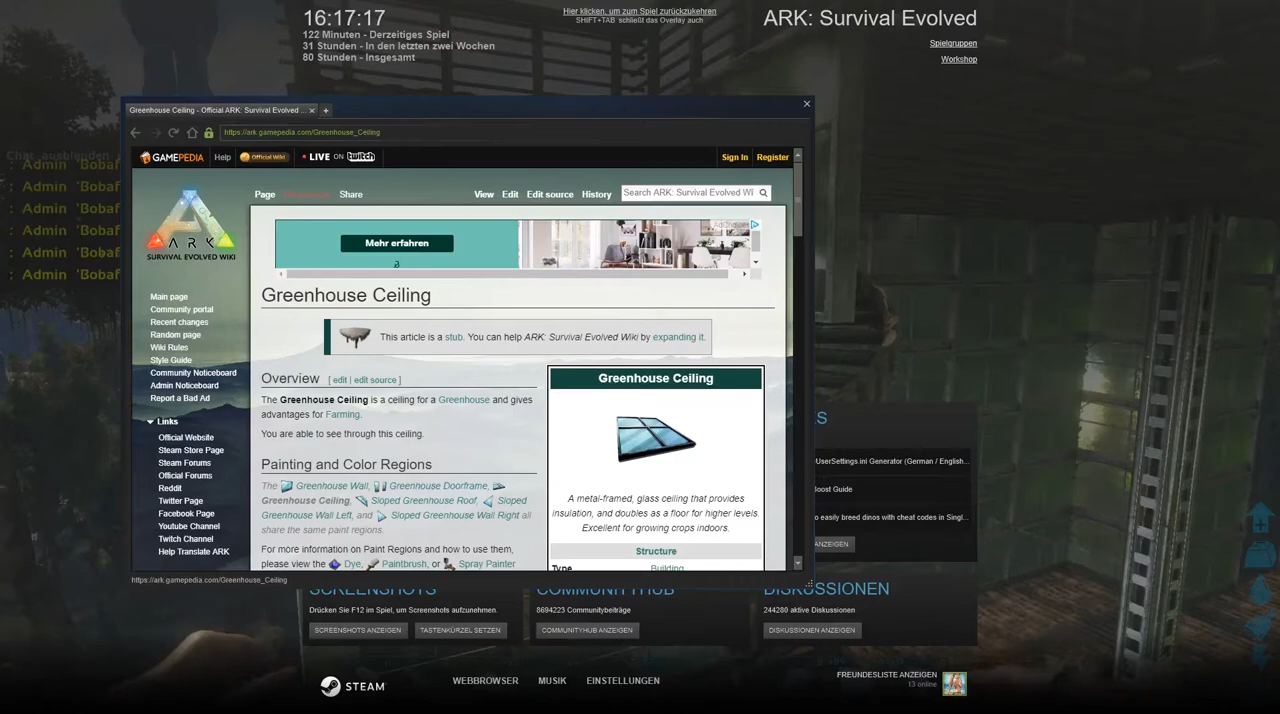 16:17:17
122 Minuten - Derzeitiges Spiel
31 Stunden - In den letzten zwei Wochen
80 Stunden - Insgesamt
Hier klicken, um zum Spiel zurückzukehren
SHIFT+TAB schließt das Overlay auch
ARK: Survival Evolved
Spielgruppen
Workshop
Greenhouse Ceiling - Official ARK: Survival Evolved ...
https://ark.gamepedia.com/Greenhouse_Ceiling
Chat ausblenden
: Admin 'Bobaf
: Admin 'Bobaf
: Admin 'Bobaf
: Admin 'Bobaf
: Admin 'Bobaf
: Admin 'Bobaf
GAMEPEDIA Help Official Wiki LIVE ON twitch Sign In Register
Page Share View Edit Edit source History Search ARK: Survival Evolved Wi
ARK
SURVIVAL EVOLVED WIKI
Mehr erfahren
Main page
Community portal
Recent changes
Random page
Wiki Rules
Style Guide
Community Noticeboard
Admin Noticeboard
Report a Bad Ad
Links
Official Website
Steam Store Page
Steam Forums
Official Forums
Reddit
Twitter Page
Facebook Page
Youtube Channel
Twitch Channel
Help Translate ARK
Greenhouse Ceiling
This article is a stub. You can help ARK: Survival Evolved Wiki by expanding it.
Overview [ edit | edit source ]
The Greenhouse Ceiling is a ceiling for a Greenhouse and gives
advantages for Farming.
You are able to see through this ceiling.
Painting and Color Regions
The Greenhouse Wall, Greenhouse Doorframe,
Greenhouse Ceiling, Sloped Greenhouse Roof, Sloped
Greenhouse Wall Left, and Sloped Greenhouse Wall Right all
share the same paint regions.
For more information on Paint Regions and how to use them,
please view the Dye, Paintbrush, or Spray Painter
Greenhouse Ceiling
A metal-framed, glass ceiling that provides
insulation, and doubles as a floor for higher levels.
Excellent for growing crops indoors.
Structure
Type Building
https://ark.gamepedia.com/Greenhouse_Ceiling
UserSettings.ini Generator (German / English...
Boost Guide
o easily breed dinos with cheat codes in Singl...
ANZEIGEN
SCREENSHOTS
Drücken Sie F12 im Spiel, um Screenshots aufzunehmen.
SCREENSHOTS ANZEIGEN TASTENKÜRZEL SETZEN
COMMUNITYHUB
8694223 Communitybeiträge
COMMUNITYHUB ANZEIGEN
DISKUSSIONEN
244280 aktive Diskussionen
DISKUSSIONEN ANZEIGEN
STEAM WEBBROWSER MUSIK EINSTELLUNGEN
FREUNDESLISTE ANZEIGEN
13 online